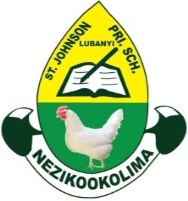 ST. JOHNSON PRI. SCH.
LUBANYI
NEZIKOOKOLIMA